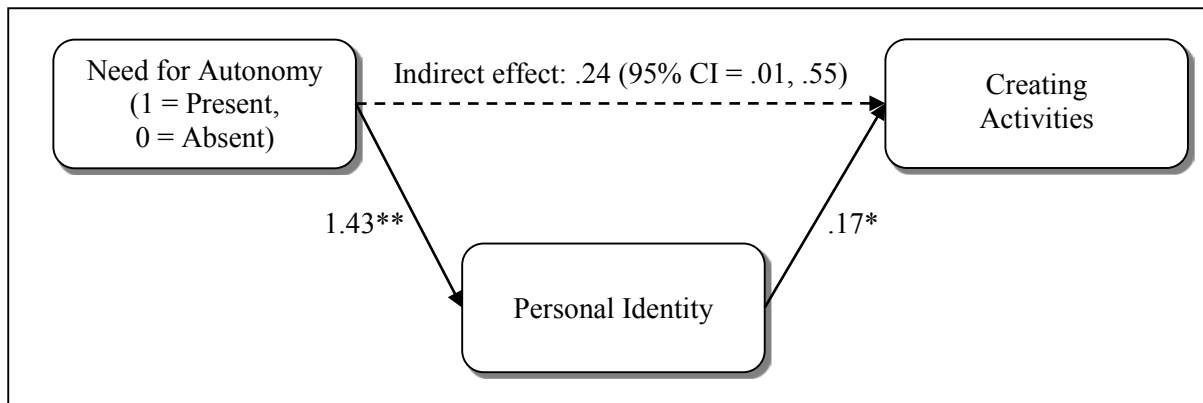 Need for Autonomy
(1 = Present,
0 = Absent)
Indirect effect: .24 (95% CI = .01, .55)
Creating
Activities
1.43**
.17*
Personal Identity